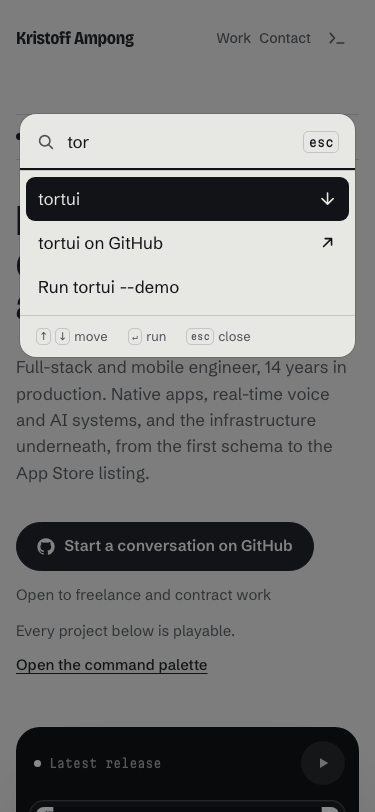 Kristoff Ampong
Work Contact
tor
esc
tortui
tortui on GitHub
Run tortui --demo
↑ ↓ move ↵ run esc close
Full-stack and mobile engineer, 14 years in
production. Native apps, real-time voice
and AI systems, and the infrastructure
underneath, from the first schema to the
App Store listing.
Start a conversation on GitHub
Open to freelance and contract work
Every project below is playable.
Open the command palette
Latest release